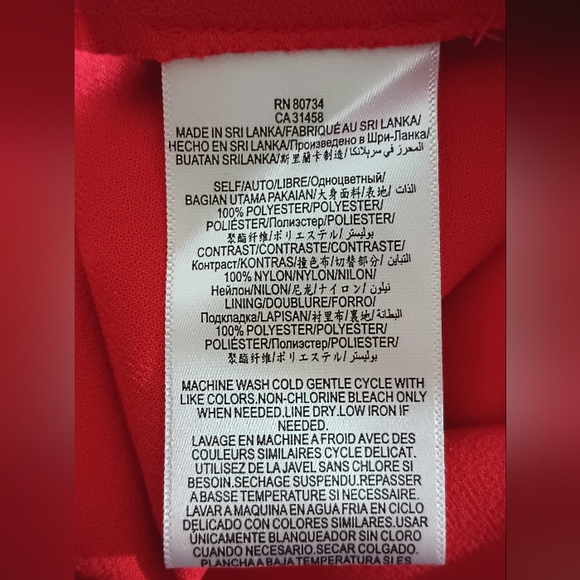 RN 80734
CA 31458
MADE IN SRI LANKA/FABRIQUÉ AU SRI LANKA/
HECHO EN SRI LANKA/Произведено в Шри-Ланка/
BUATAN SRILANKA/斯里蘭卡制造/ المحرز في سريلانكا
SELF/AUTO/LIBRE/Одноцветный/
BAGIAN UTAMA PAKAIAN/大身面料/表地/ الذات
100% POLYESTER/POLYESTER/
POLIÉSTER/Полиэстер/POLIESTER/
聚酯纤维/ポリエステル/ بوليستر
CONTRAST/CONTRASTE/CONTRASTE/
Контраст/KONTRAS/撞色布/切替部分/ التباين
100% NYLON/NYLON/NILON/
Нейлон/NILON/尼龙/ナイロン/ نيلون
LINING/DOUBLURE/FORRO/
Подкладка/LAPISAN/衬里布/裏地/ البطانة
100% POLYESTER/POLYESTER/
POLIÉSTER/Полиэстер/POLIESTER/
聚酯纤维/ポリエステル/ بوليستر
MACHINE WASH COLD GENTLE CYCLE WITH
LIKE COLORS.NON-CHLORINE BLEACH ONLY
WHEN NEEDED.LINE DRY.LOW IRON IF
NEEDED.
LAVAGE EN MACHINE A FROID AVEC DES
COULEURS SIMILAIRES CYCLE DELICAT.
UTILISEZ DE LA JAVEL SANS CHLORE SI
BESOIN.SECHAGE SUSPENDU.REPASSER
A BASSE TEMPERATURE SI NECESSAIRE.
LAVAR A MAQUINA EN AGUA FRIA EN CICLO
DELICADO CON COLORES SIMILARES.USAR
ÚNICAMENTE BLANQUEADOR SIN CLORO
CUANDO NECESARIO.SECAR COLGADO.
PLANCHA A BAJA TEMPERATURA SI ES